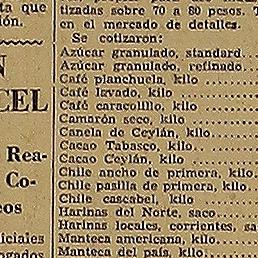 ta que
ión.
N
CEL
Rea-
Co-
eos
iciales
ogados
tizadas sobre 70 a 80 pesos. T
en el mercado de detalles.
Se cotizaron:
Azúcar granulado, standard....
Azúcar granulado, refinado
Café planchuela, kilo
Café lavado, kilo
Café caracolillo, kilo
Camarón seco, kilo
Canela de Ceylán, kilo
Cacao Tabasco, kilo
Cacao Ceylán, kilo
Chile ancho de primera, kilo
Chile pasilla de primera, kilo.
Chile cascabel, kilo
Harinas del Norte, saco
Harinas locales, corrientes, sa
Manteca americana, kilo
Manteca del país, kilo